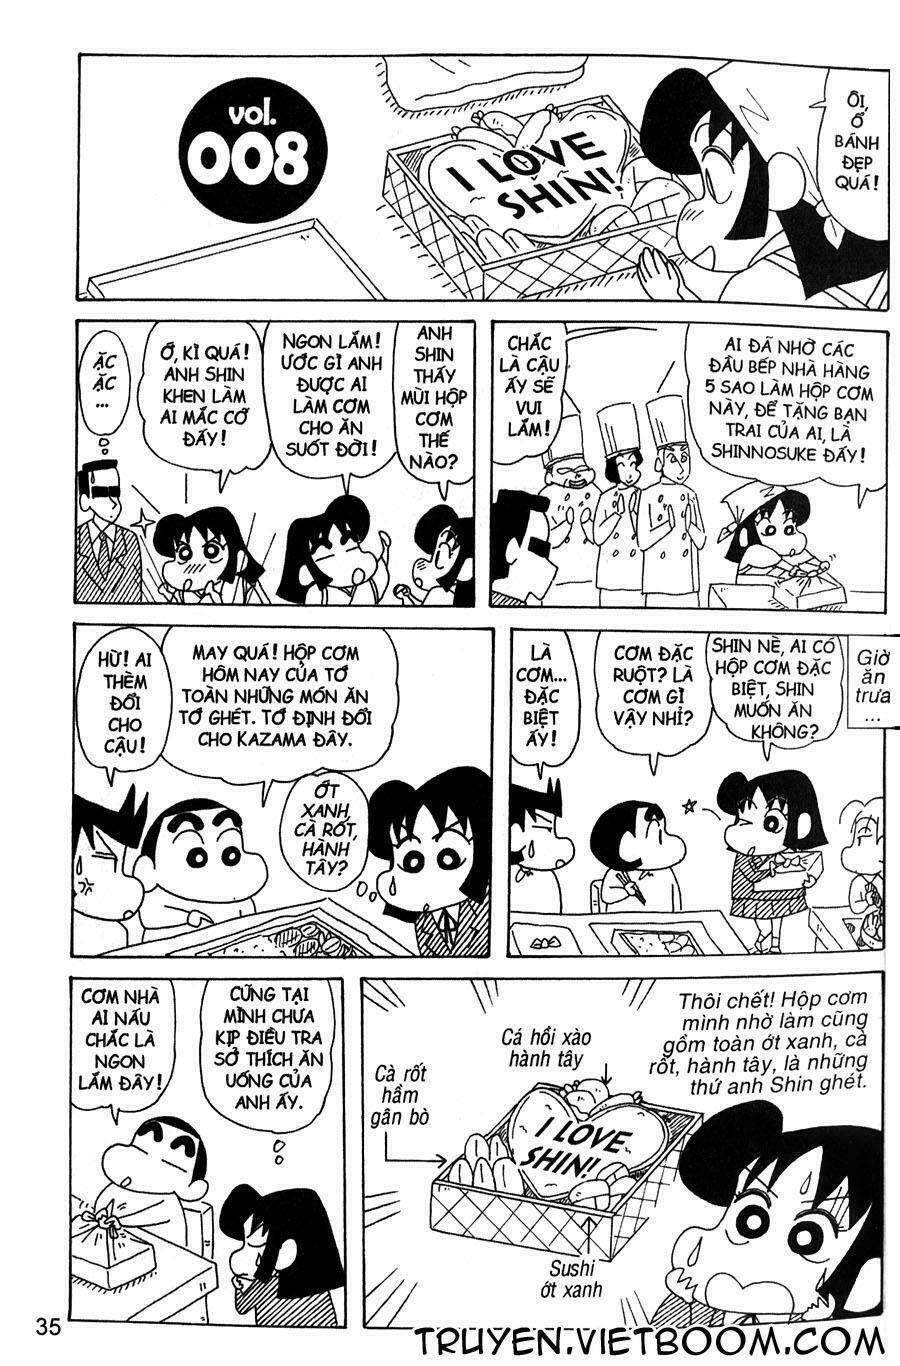 vol.
008
I LOVE
SHIN!
ÔI,
Ổ
BÁNH
ĐẸP
QUÁ!
AI ĐÃ NHỜ CÁC
ĐẦU BẾP NHÀ HÀNG
5 SAO LÀM HỘP CƠM
NÀY, ĐỂ TẶNG BẠN
TRAI CỦA AI, LÀ
SHINNOSUKE ĐẤY!
CHẮC
LÀ CẬU
ẤY SẼ
VUI
LẮM!
ANH
SHIN
THẤY
MÙI HỘP
CƠM
THẾ
NÀO?
NGON LẮM!
ƯỚC GÌ ANH
ĐƯỢC AI
LÀM CƠM
CHO ĂN
SUỐT ĐỜI!
Ớ, KÌ QUÁ!
ANH SHIN
KHEN LÀM
AI MẮC CỠ
ĐẤY!
ẶC
ẶC
...
Giờ
ăn
trưa
...
SHIN NÈ, AI CÓ
HỘP CƠM ĐẶC
BIỆT, SHIN
MUỐN ĂN
KHÔNG?
CƠM ĐẶC
RUỘT? LÀ
CƠM GÌ
VẬY NHỈ?
LÀ
CƠM...
ĐẶC
BIỆT
ẤY!
MAY QUÁ! HỘP CƠM
HÔM NAY CỦA TỚ
TOÀN NHỮNG MÓN ĂN
TỚ GHÉT. TỚ ĐỊNH ĐỔI
CHO KAZAMA ĐÂY.
HỨ! AI
THÈM
ĐỔI
CHO
CẬU!
ỚT
XANH,
CÀ RỐT,
HÀNH
TÂY?
Thôi chết! Hộp cơm
mình nhờ làm cũng
gồm toàn ớt xanh, cà
rốt, hành tây, là những
thứ anh Shin ghét.
Cá hồi xào
hành tây
Cà rốt
hầm
gân bò
I LOVE
SHIN!
Sushi
ớt xanh
CŨNG TẠI
MÌNH CHƯA
KỊP ĐIỀU TRA
SỞ THÍCH ĂN
UỐNG CỦA
ANH ẤY.
CƠM NHÀ
AI NẤU
CHẮC LÀ
NGON
LẮM ĐÂY!
35
TRUYEN.VIETBOOM.COM